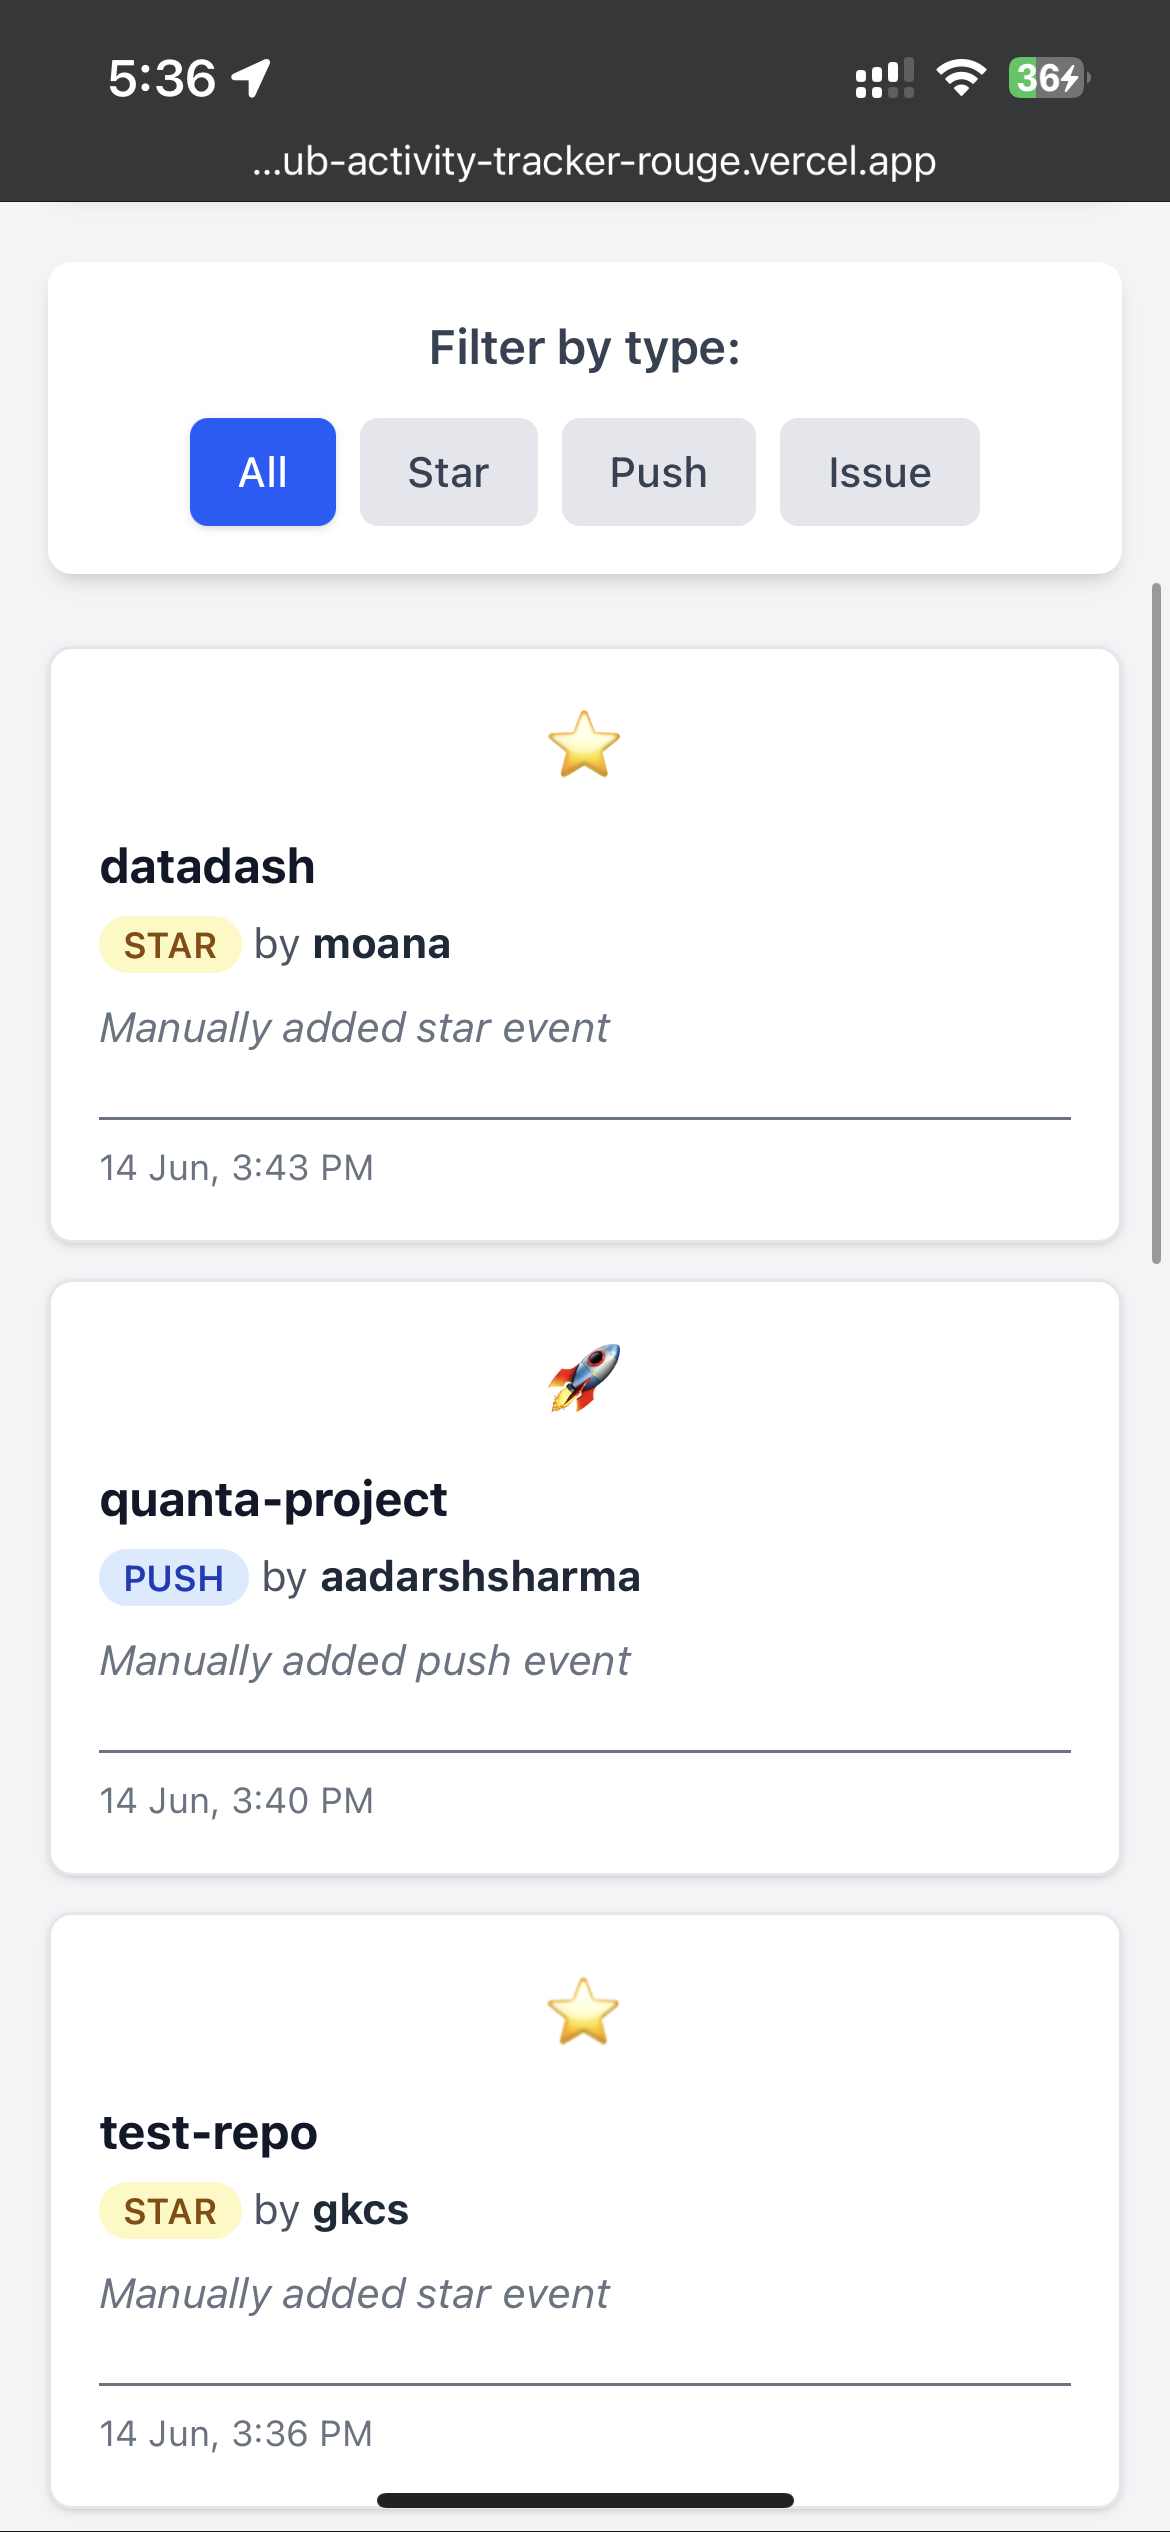 5:36
36
...ub-activity-tracker-rouge.vercel.app
Filter by type:
All Star Push Issue
datadash
STAR by moana
Manually added star event
14 Jun, 3:43 PM
quanta-project
PUSH by aadarshsharma
Manually added push event
14 Jun, 3:40 PM
test-repo
STAR by gkcs
Manually added star event
14 Jun, 3:36 PM